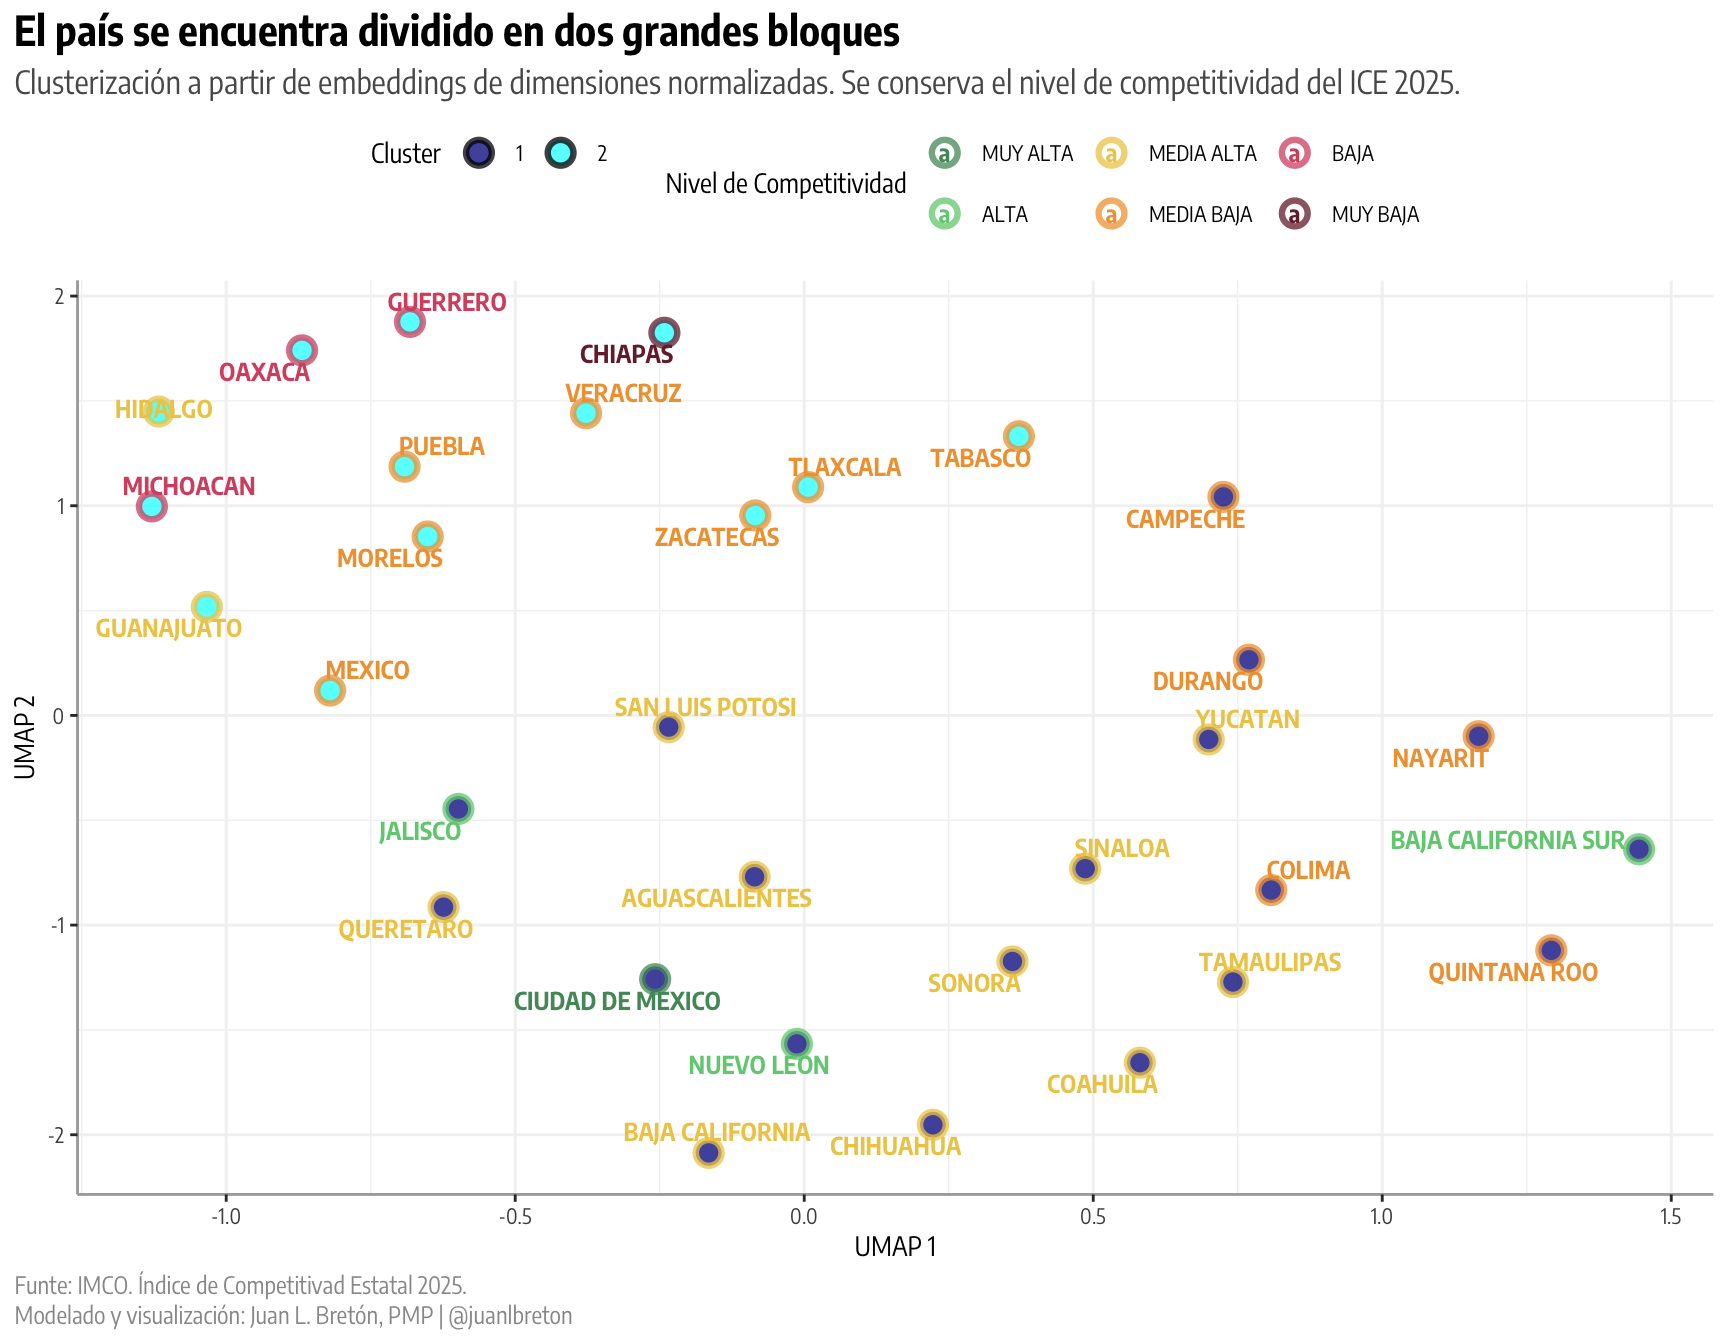 El país se encuentra dividido en dos grandes bloques
Clusterización a partir de embeddings de dimensiones normalizadas. Se conserva el nivel de competitividad del ICE 2025.
Cluster 1 2
Nivel de Competitividad
a MUY ALTA a MEDIA ALTA a BAJA
a ALTA a MEDIA BAJA a MUY BAJA
UMAP 2
2
1
0
-1
-2
GUERRERO
CHIAPAS
OAXACA
VERACRUZ
HIDALGO
PUEBLA
TABASCO
TLAXCALA
MICHOACAN
CAMPECHE
ZACATECAS
MORELOS
GUANAJUATO
MEXICO
DURANGO
SAN LUIS POTOSI
YUCATAN
NAYARIT
JALISCO
BAJA CALIFORNIA SUR
SINALOA
COLIMA
AGUASCALIENTES
QUERETARO
TAMAULIPAS
QUINTANA ROO
SONORA
CIUDAD DE MEXICO
NUEVO LEON
COAHUILA
BAJA CALIFORNIA
CHIHUAHUA
-1.0 -0.5 0.0 0.5 1.0 1.5
UMAP 1
Funte: IMCO. Índice de Competitivad Estatal 2025.
Modelado y visualización: Juan L. Bretón, PMP | @juanlbreton